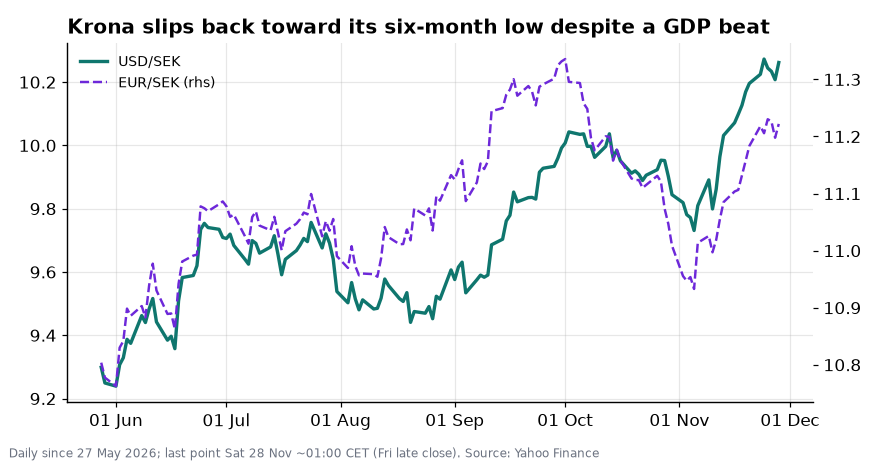 Krona slips back toward its six-month low despite a GDP beat
USD/SEK
EUR/SEK (rhs)
10.2
10.0
9.8
9.6
9.4
9.2
11.3
11.2
11.1
11.0
10.9
10.8
01 Jun
01 Jul
01 Aug
01 Sep
01 Oct
01 Nov
01 Dec
Daily since 27 May 2026; last point Sat 28 Nov ~01:00 CET (Fri late close). Source: Yahoo Finance